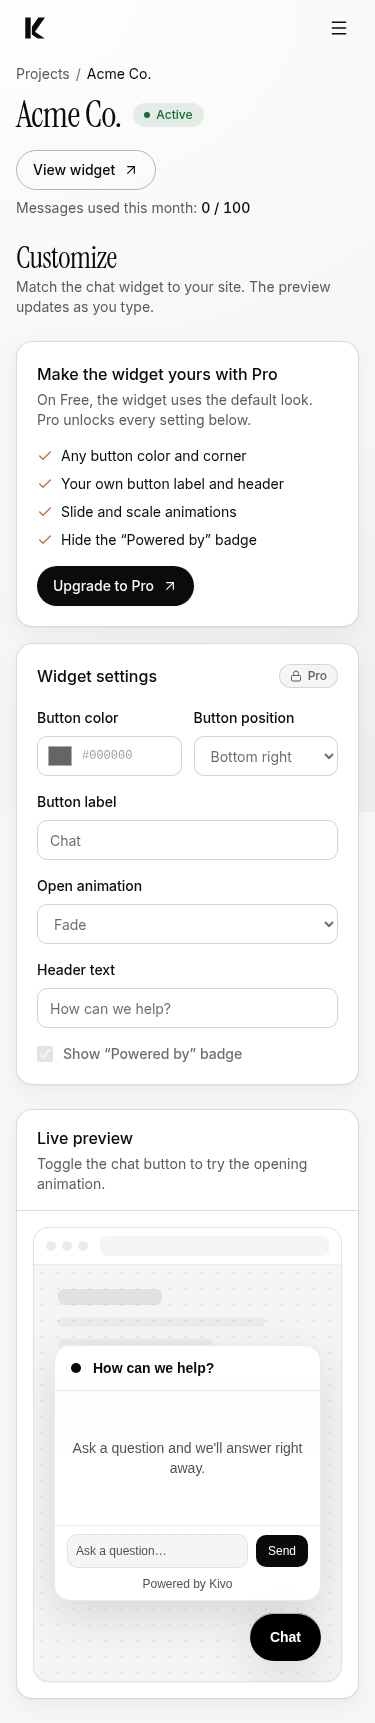 K
Projects / Acme Co.
Acme Co. Active
View widget
Messages used this month: 0 / 100
Customize
Match the chat widget to your site. The preview
updates as you type.
Make the widget yours with Pro
On Free, the widget uses the default look.
Pro unlocks every setting below.
Any button color and corner
Your own button label and header
Slide and scale animations
Hide the “Powered by” badge
Upgrade to Pro
Widget settings Pro
Button color Button position
#000000 Bottom right
Button label
Chat
Open animation
Fade
Header text
How can we help?
Show “Powered by” badge
Live preview
Toggle the chat button to try the opening
animation.
How can we help?
Ask a question and we'll answer right
away.
Ask a question… Send
Powered by Kivo
Chat